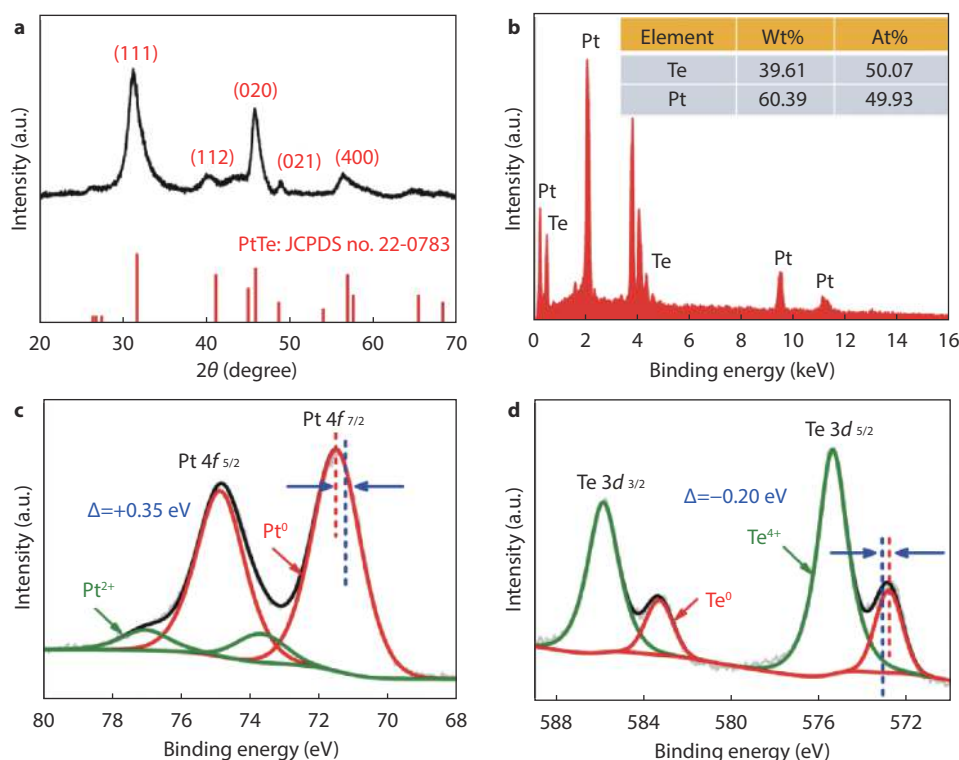 a
(111)
(020)
(112)
(021)
(400)
PtTe: JCPDS no. 22-0783
Intensity (a.u.)
20 30 40 50 60 70
2θ (degree)
b
Element Wt% At%
Te 39.61 50.07
Pt 60.39 49.93
Pt
Pt
Te
Te
Pt
Pt
Intensity (a.u.)
0 2 4 6 8 10 12 14 16
Binding energy (keV)
c
Pt 4f 7/2
Pt 4f 5/2
Δ=+0.35 eV
Pt⁰
Pt²⁺
Intensity (a.u.)
80 76 72 68
Binding energy (eV)
d
Te 3d 5/2
Te 3d 3/2
Δ=−0.20 eV
Te⁴⁺
Te⁰
Intensity (a.u.)
588 584 580 576 572
Binding energy (eV)